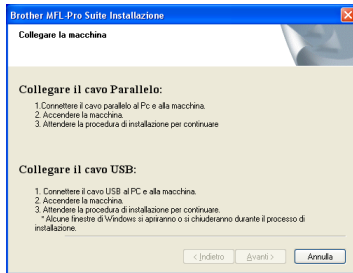 Brother MFL-Pro Suite Installazione
Collegare la macchina
Collegare il cavo Parallelo:
1.Connettere il cavo parallelo al Pc e alla macchina.
2. Accendere la macchina.
3. Attendere la procedura di installazione per continuare
Collegare il cavo USB:
1. Connettere il cavo USB al PC e alla macchina.
2. Accendere la macchina.
3. Attendere la procedura di installazione per continuare.
* Alcune finestre di Windows si apriranno o si chiuderanno durante il processo di
installazione.
< Indietro
Avanti >
Annulla